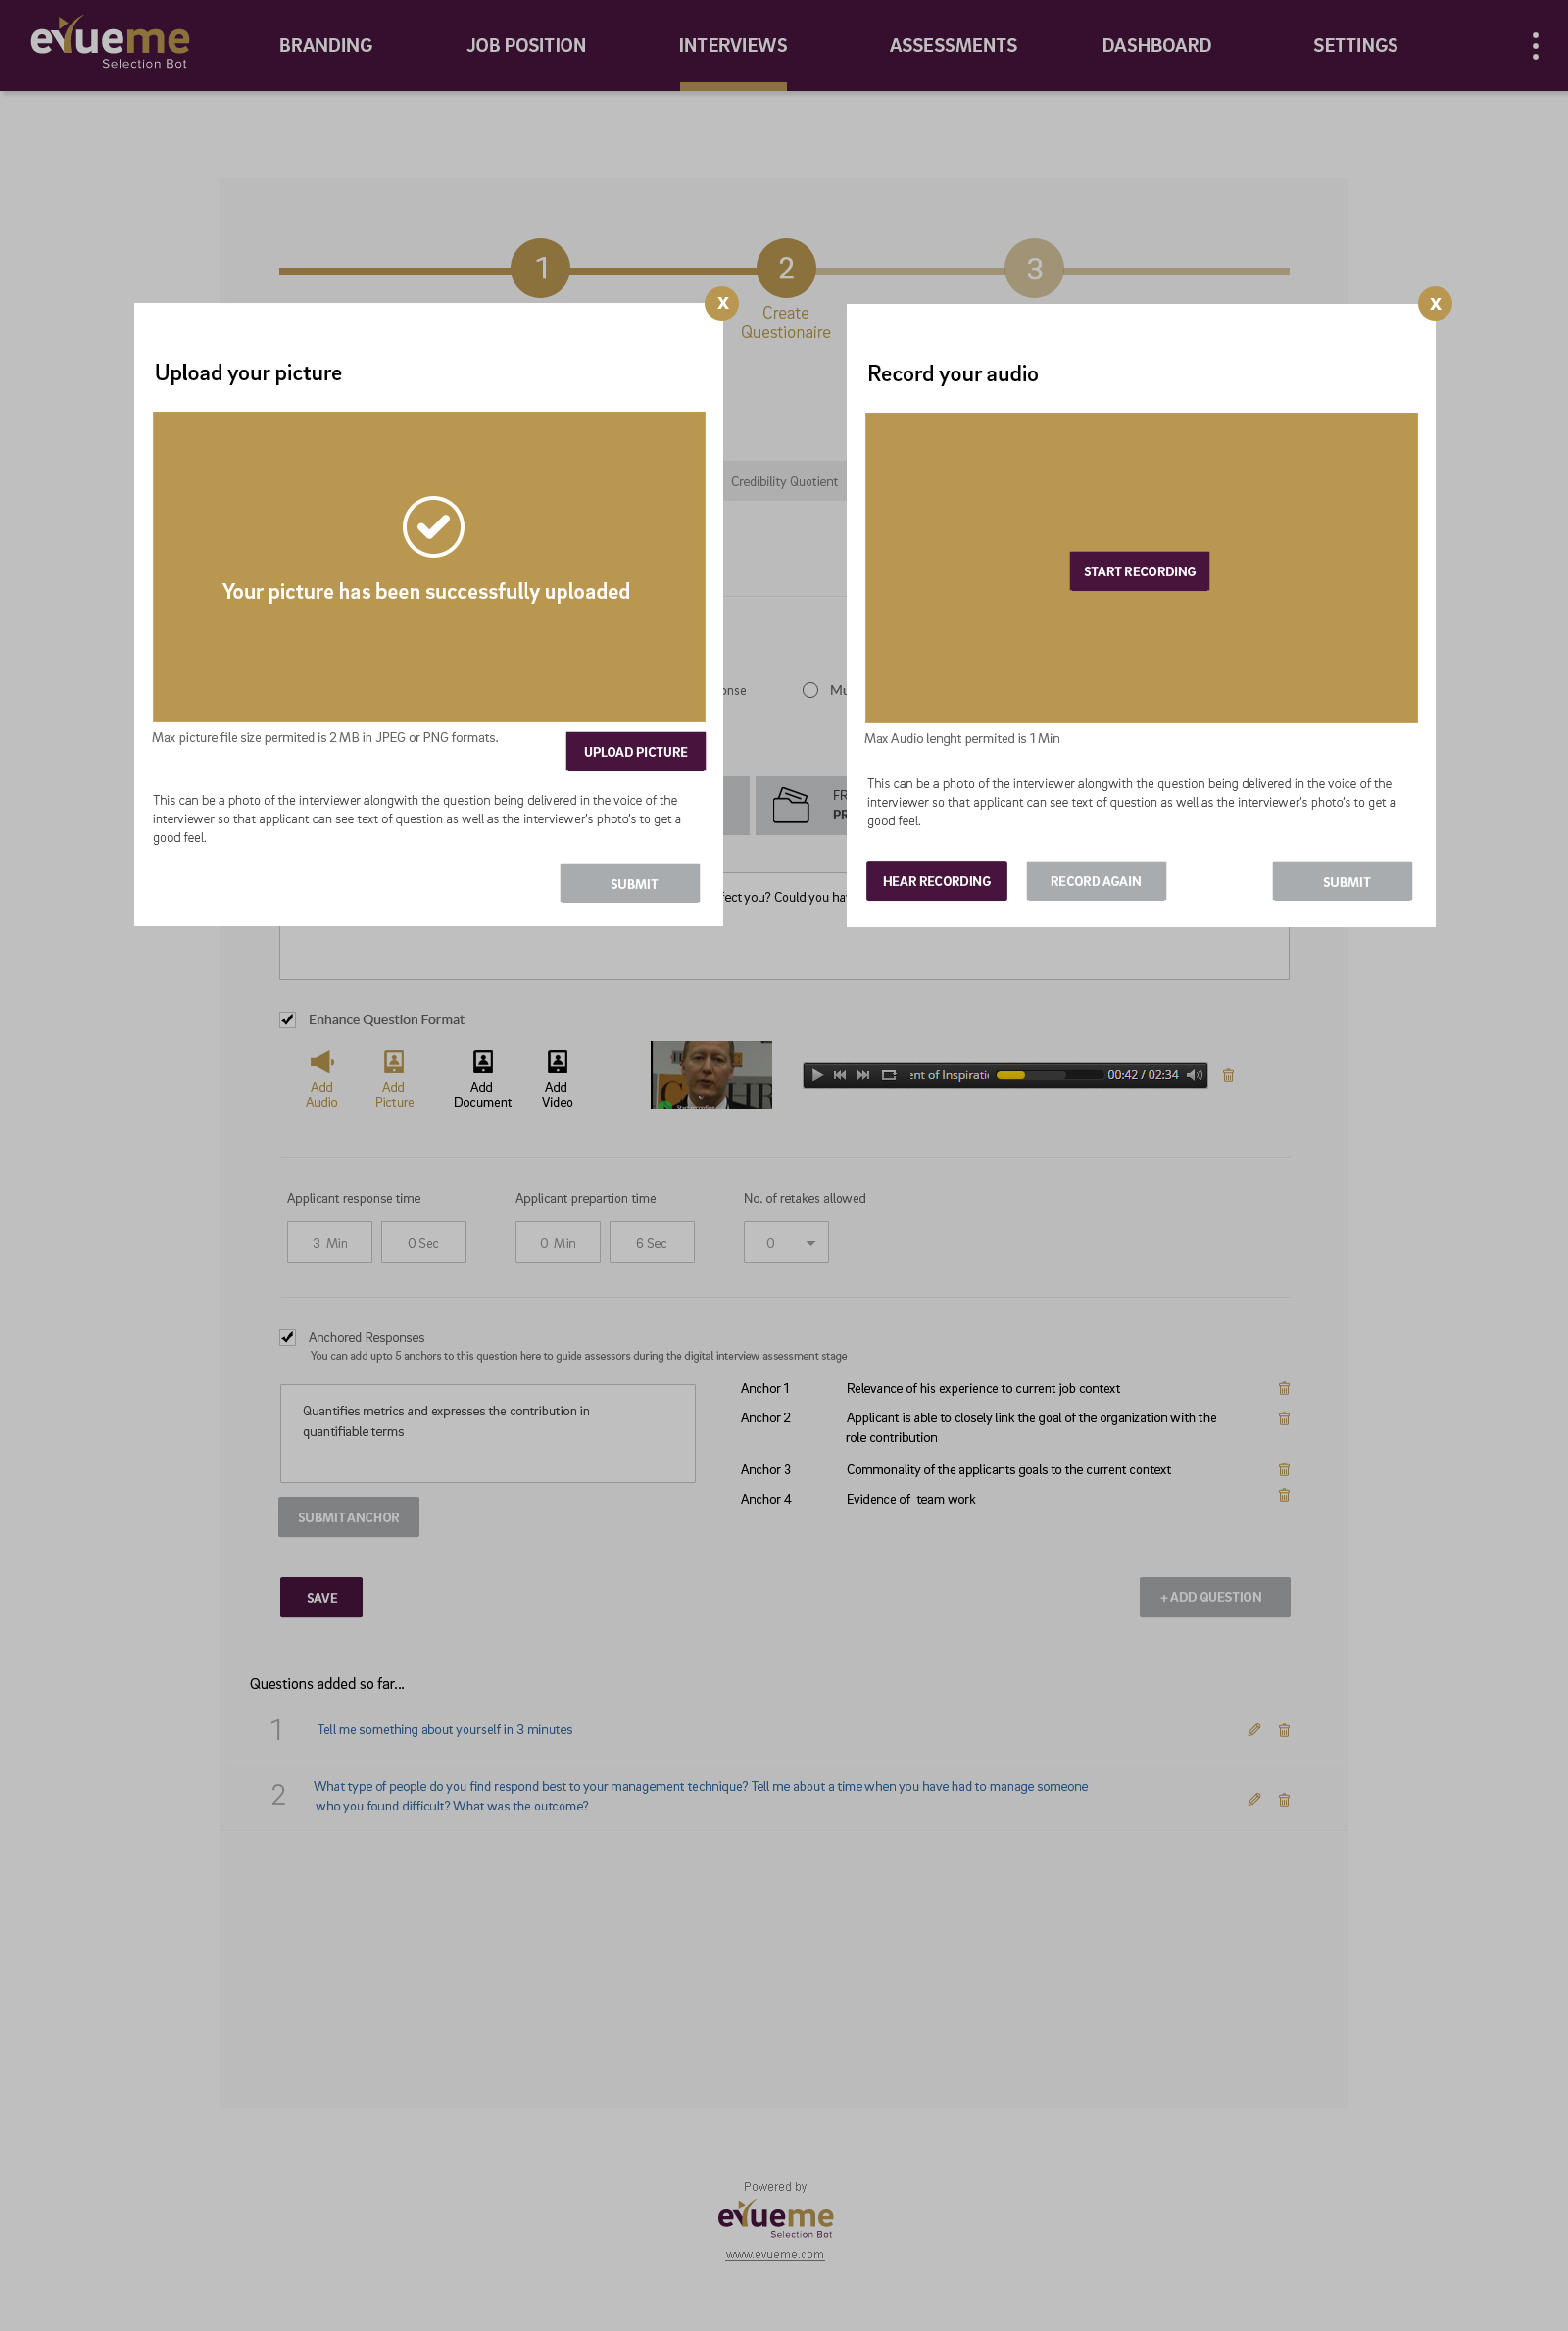 evueme
Selection Bot
BRANDING
JOB POSITION
INTERVIEWS
ASSESSMENTS
DASHBOARD
SETTINGS
1
2
3
Create
Questionaire
X
X
Upload your picture
Your picture has been successfully uploaded
Max picture file size permited is 2 MB in JPEG or PNG formats.
UPLOAD PICTURE
This can be a photo of the interviewer alongwith the question being delivered in the voice of the
interviewer so that applicant can see text of question as well as the interviewer's photo's to get a
good feel.
SUBMIT
Credibility Quotient
Record your audio
START RECORDING
Max Audio lenght permited is 1 Min
This can be a photo of the interviewer alongwith the question being delivered in the voice of the
interviewer so that applicant can see text of question as well as the interviewer's photo's to get a
good feel.
HEAR RECORDING
RECORD AGAIN
SUBMIT
you? Could you
Enhance Question Format
Add
Audio
Add
Picture
Add
Document
Add
Video
of
00:42 / 02:34
Applicant response time
Applicant prepartion time
No. of retakes allowed
3 Min
0 Sec
0 Min
6 Sec
0
Anchored Responses
You can add upto 5 anchors to this question here to guide assessors during the digital interview assessment stage
Quantifies metrics and expresses the contribution in
quantifiable terms
SUBMIT ANCHOR
Anchor 1 Relevance of his experience to current job context
Anchor 2 Applicant is able to closely link the goal of the organization with the
role contribution
Anchor 3 Commonality of the applicants goals to the current context
Anchor 4 Evidence of team work
SAVE
+ ADD QUESTION
Questions added so far...
1 Tell me something about yourself in 3 minutes
2 What type of people do you find respond best to your management technique? Tell me about a time when you have had to manage someone
who you found difficult? What was the outcome?
Powered by
evueme
Selection Bot
www.evueme.com